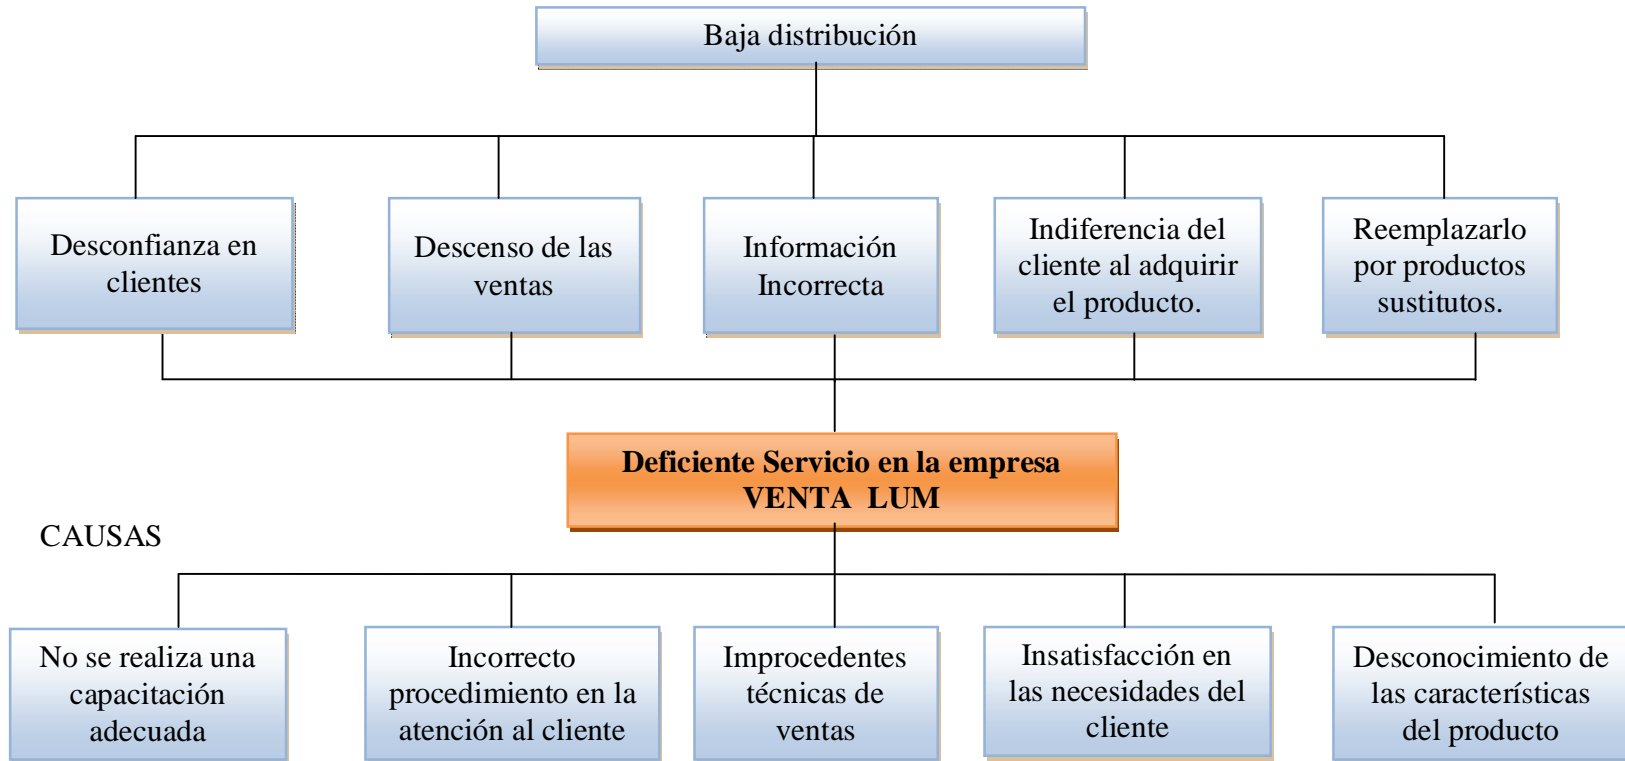 Baja distribución
Desconfianza en
clientes
Descenso de las
ventas
Información
Incorrecta
Indiferencia del
cliente al adquirir
el producto.
Reemplazarlo
por productos
sustitutos.
Deficiente Servicio en la empresa
VENTA LUM
CAUSAS
No se realiza una
capacitación
adecuada
Incorrecto
procedimiento en la
atención al cliente
Improcedentes
técnicas de
ventas
Insatisfacción en
las necesidades del
cliente
Desconocimiento de
las características
del producto